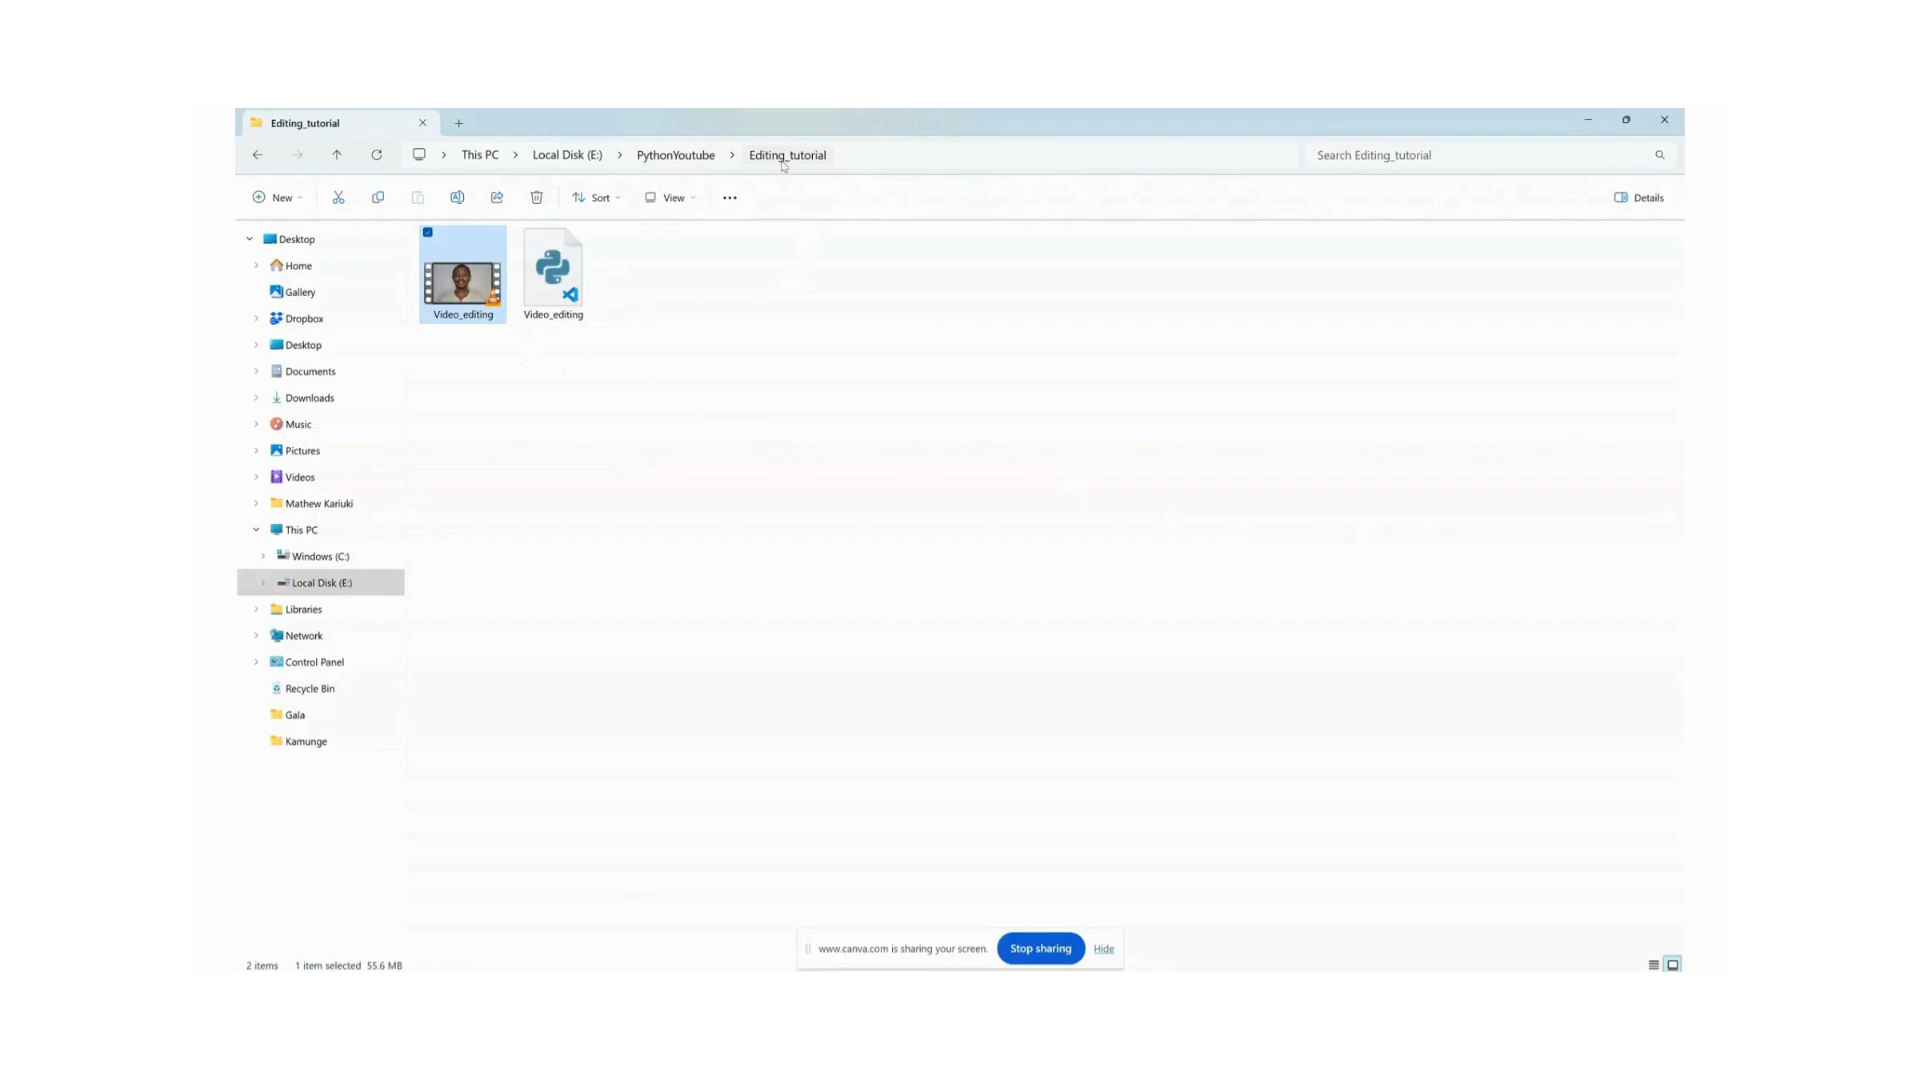 Editing_tutorial
This PC Local Disk (E:) PythonYoutube Editing_tutorial Search Editing_tutorial
New Sort View Details
Desktop
Home
Gallery
Dropbox
Desktop
Documents
Downloads
Music
Pictures
Videos
Mathew Kariuki
This PC
Windows (C:)
Local Disk (E:)
Libraries
Network
Control Panel
Recycle Bin
Gala
Kamunge
Video_editing Video_editing
www.canva.com is sharing your screen. Stop sharing Hide
2 items 1 item selected 55.6 MB